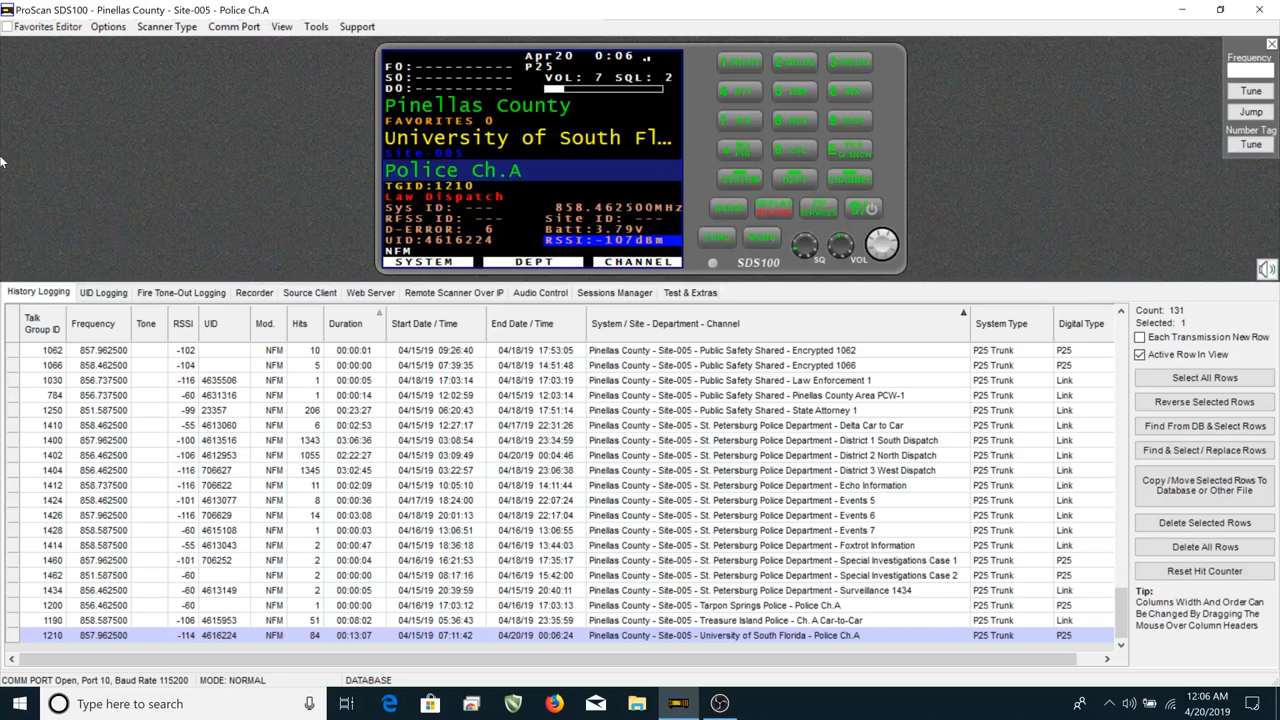 ProScan SDS100 - Pinellas County - Site-005 - Police Ch.A
Favorites Editor Options Scanner Type Comm Port View Tools Support
Apr20 0:06
F0:---------- P25
S0:---------- VOL: 7 SQL: 2
D0:----------
Pinellas County
FAVORITES 0
University of South Fl...
Site-005
Police Ch.A
TGID:1210
Law Dispatch
Sys ID: --- 858.462500MHz
RFSS ID: --- Site ID: ---
D-ERROR: 6 Batt:3.79V
UID:4616224 RSSI:-107dBm
NFM
SYSTEM DEPT CHANNEL
SQ VOL
SDS100
Frequency
Tune
Jump
Number Tag
Tune
History Logging UID Logging Fire Tone-Out Logging Recorder Source Client Web Server Remote Scanner Over IP Audio Control Sessions Manager Test & Extras
Talk Group ID Frequency Tone RSSI UID Mod. Hits Duration Start Date / Time End Date / Time System / Site - Department - Channel System Type Digital Type
1062 857.962500 -102 NFM 10 00:00:01 04/15/19 09:26:40 04/18/19 17:53:05 Pinellas County - Site-005 - Public Safety Shared - Encrypted 1062 P25 Trunk P25
1066 858.462500 -104 NFM 5 00:00:00 04/15/19 07:39:35 04/18/19 14:51:48 Pinellas County - Site-005 - Public Safety Shared - Encrypted 1066 P25 Trunk P25
1030 856.737500 -116 4635506 NFM 1 00:00:05 04/18/19 17:03:14 04/18/19 17:03:19 Pinellas County - Site-005 - Public Safety Shared - Law Enforcement 1 P25 Trunk Link
784 856.737500 -60 4631316 NFM 1 00:00:14 04/15/19 12:02:59 04/15/19 12:03:14 Pinellas County - Site-005 - Public Safety Shared - Pinellas County Area PCW-1 P25 Trunk Link
1250 851.587500 -99 23357 NFM 206 00:23:27 04/15/19 06:20:43 04/18/19 17:51:14 Pinellas County - Site-005 - Public Safety Shared - State Attorney 1 P25 Trunk Link
1410 858.462500 -55 4613060 NFM 6 00:02:53 04/15/19 12:27:17 04/17/19 22:31:26 Pinellas County - Site-005 - St. Petersburg Police Department - Delta Car to Car P25 Trunk Link
1400 857.962500 -100 4613516 NFM 1343 03:06:36 04/15/19 03:08:54 04/18/19 23:34:59 Pinellas County - Site-005 - St. Petersburg Police Department - District 1 South Dispatch P25 Trunk Link
1402 856.462500 -106 4612953 NFM 1055 02:22:27 04/15/19 03:09:49 04/20/19 00:04:46 Pinellas County - Site-005 - St. Petersburg Police Department - District 2 North Dispatch P25 Trunk Link
1404 856.462500 -116 706627 NFM 1345 03:02:45 04/15/19 03:22:57 04/18/19 23:06:38 Pinellas County - Site-005 - St. Petersburg Police Department - District 3 West Dispatch P25 Trunk Link
1412 858.462500 -116 706622 NFM 11 00:02:09 04/15/19 10:05:10 04/18/19 14:11:44 Pinellas County - Site-005 - St. Petersburg Police Department - Echo Information P25 Trunk Link
1424 858.462500 -101 4613077 NFM 8 00:00:36 04/17/19 18:24:00 04/18/19 22:07:24 Pinellas County - Site-005 - St. Petersburg Police Department - Events 5 P25 Trunk Link
1426 857.962500 -116 706629 NFM 14 00:03:08 04/18/19 20:01:13 04/18/19 22:17:04 Pinellas County - Site-005 - St. Petersburg Police Department - Events 6 P25 Trunk Link
1428 858.587500 -60 4615108 NFM 1 00:00:03 04/16/19 13:06:51 04/16/19 13:06:55 Pinellas County - Site-005 - St. Petersburg Police Department - Events 7 P25 Trunk Link
1414 858.587500 -55 4613043 NFM 2 00:00:47 04/15/19 18:36:18 04/16/19 13:44:03 Pinellas County - Site-005 - St. Petersburg Police Department - Foxtrot Information P25 Trunk Link
1460 857.962500 -101 706252 NFM 2 00:00:04 04/16/19 16:21:53 04/18/19 17:35:17 Pinellas County - Site-005 - St. Petersburg Police Department - Special Investigations Case 1 P25 Trunk P25
1462 851.587500 -60 NFM 2 00:00:00 04/15/19 08:17:16 04/16/19 15:42:00 Pinellas County - Site-005 - St. Petersburg Police Department - Special Investigations Case 2 P25 Trunk P25
1434 858.462500 -60 4613149 NFM 2 00:00:05 04/15/19 20:39:59 04/15/19 20:40:11 Pinellas County - Site-005 - St. Petersburg Police Department - Surveillance 1434 P25 Trunk Link
1200 856.462500 -60 NFM 1 00:00:00 04/16/19 17:03:12 04/16/19 17:03:13 Pinellas County - Site-005 - Tarpon Springs Police - Police Ch.A P25 Trunk Link
1190 858.462500 -106 4615953 NFM 51 00:08:02 04/15/19 05:36:43 04/18/19 23:35:59 Pinellas County - Site-005 - Treasure Island Police - Ch. A Car-to-Car P25 Trunk Link
1210 857.962500 -114 4616224 NFM 84 00:13:07 04/15/19 07:11:42 04/20/19 00:06:24 Pinellas County - Site-005 - University of South Florida - Police Ch.A P25 Trunk P25
Count: 131
Selected: 1
Each Transmission New Row
Active Row In View
Select All Rows
Reverse Selected Rows
Find From DB & Select Rows
Find & Select / Replace Rows
Copy / Move Selected Rows To
Database or Other File
Delete Selected Rows
Delete All Rows
Reset Hit Counter
Tip:
Columns Width And Order Can
Be Changed By Dragging The
Mouse Over Column Headers
COMM PORT Open, Port 10, Baud Rate 115200 MODE: NORMAL DATABASE
Type here to search
12:06 AM
4/20/2019